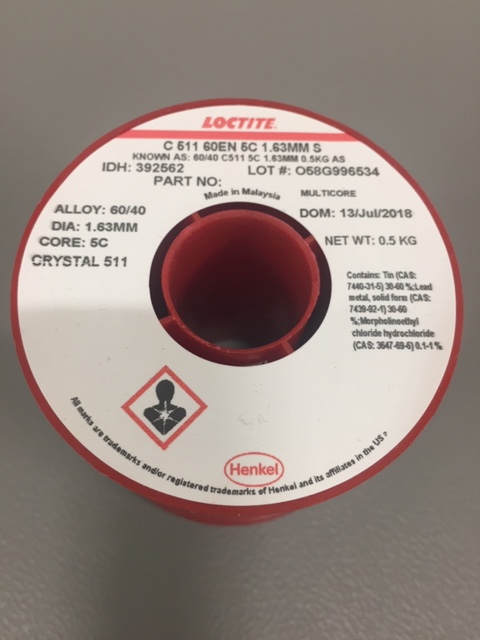 LOCTITE.
C 511 60EN 5C 1.63MM S
KNOWN AS: 60/40 C511 5C 1.63MM 0.5KG AS
IDH: 392562 LOT #: O58G996534
PART NO:
Made in Malaysia
MULTICORE
ALLOY: 60/40
DOM: 13/Jul/2018
DIA: 1.63MM
NET WT: 0.5 KG
CORE: 5C
CRYSTAL 511
Contains: Tin (CAS:
7440-31-5) 30-60 %;Lead
metal, solid form (CAS:
7439-92-1) 30-60
%;Morpholinoethyl
chloride hydrochloride
(CAS: 3647-69-6) 0.1-1 %
Henkel
All marks are trademarks and/or registered trademarks of Henkel and its affiliates in the US